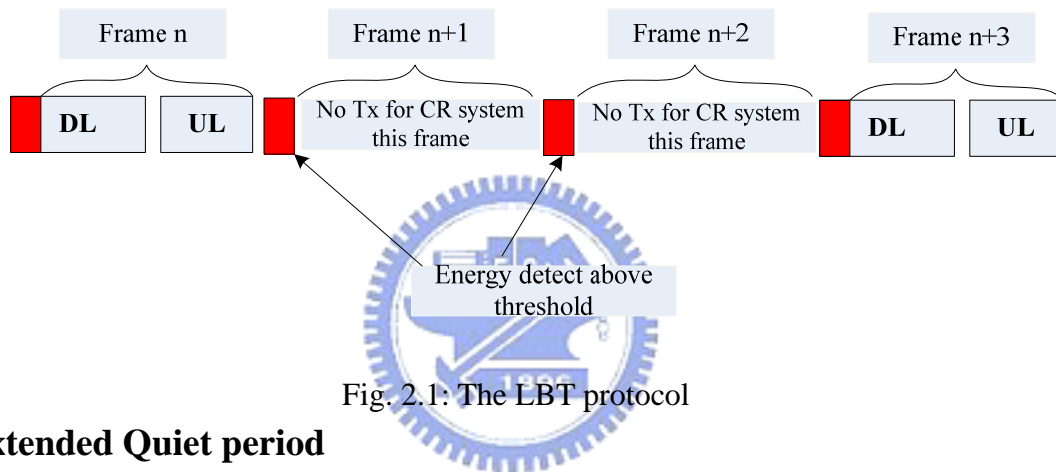 Frame n
Frame n+1
Frame n+2
Frame n+3
DL
UL
No Tx for CR system
this frame
No Tx for CR system
this frame
DL
UL
Energy detect above
threshold
1896
Fig. 2.1: The LBT protocol
xtended Quiet period